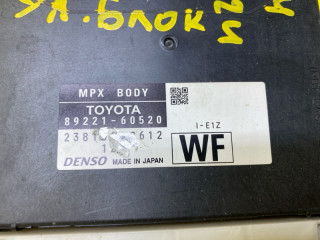 эл. Блок
MPX BODY
TOYOTA
89221-60520
I-E1Z
WF
DENSO MADE IN JAPAN